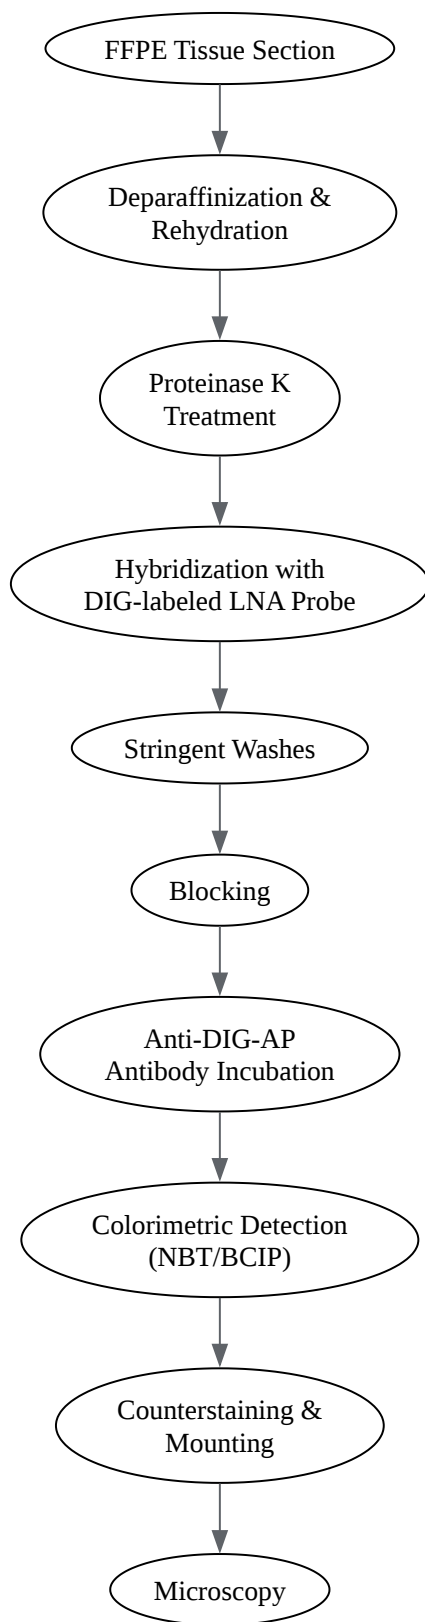 FFPE Tissue Section
Deparaffinization &
Rehydration
Proteinase K
Treatment
Hybridization with
DIG-labeled LNA Probe
Stringent Washes
Blocking
Anti-DIG-AP
Antibody Incubation
Colorimetric Detection
(NBT/BCIP)
Counterstaining &
Mounting
Microscopy